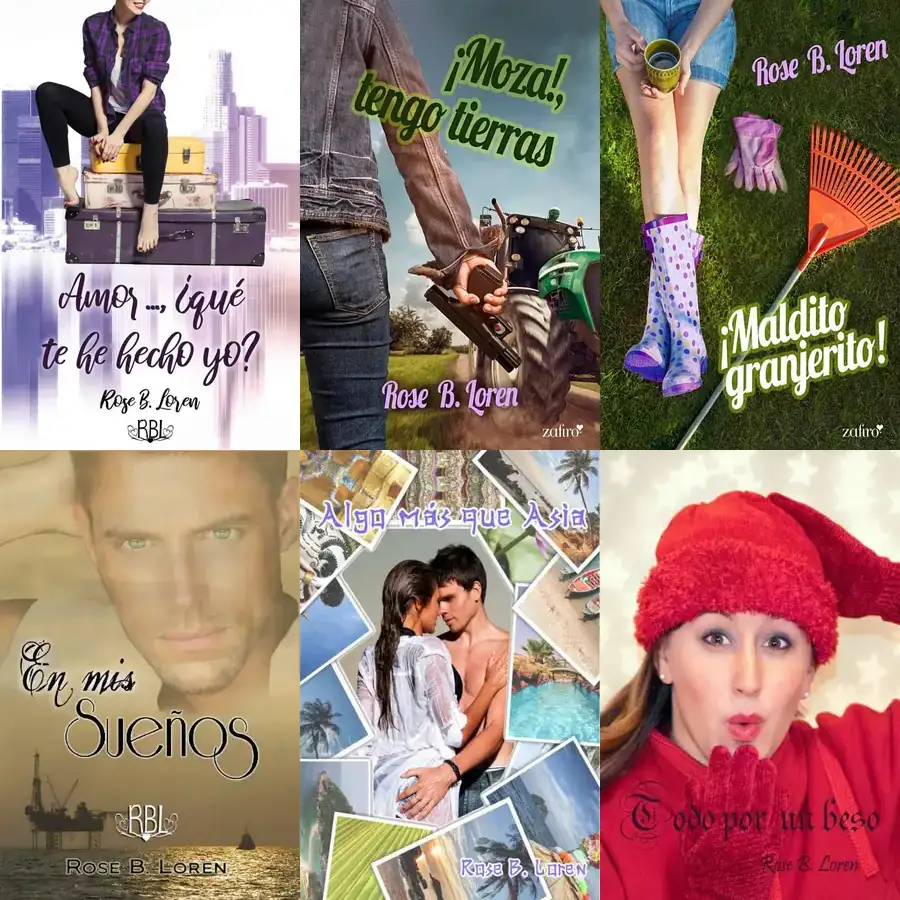 Amor ..., ¿qué
te he hecho yo?
Rose B. Loren
RBL
¡Moza!,
tengo tierras
Rose B. Loren
zafiro
Rose B. Loren
¡Maldito
granjerito!
zafiro
En mis
Sueños
RBL
Rose B. Loren
Algo más que Asia
Rose B. Loren
Todo por un beso
Rose B. Loren